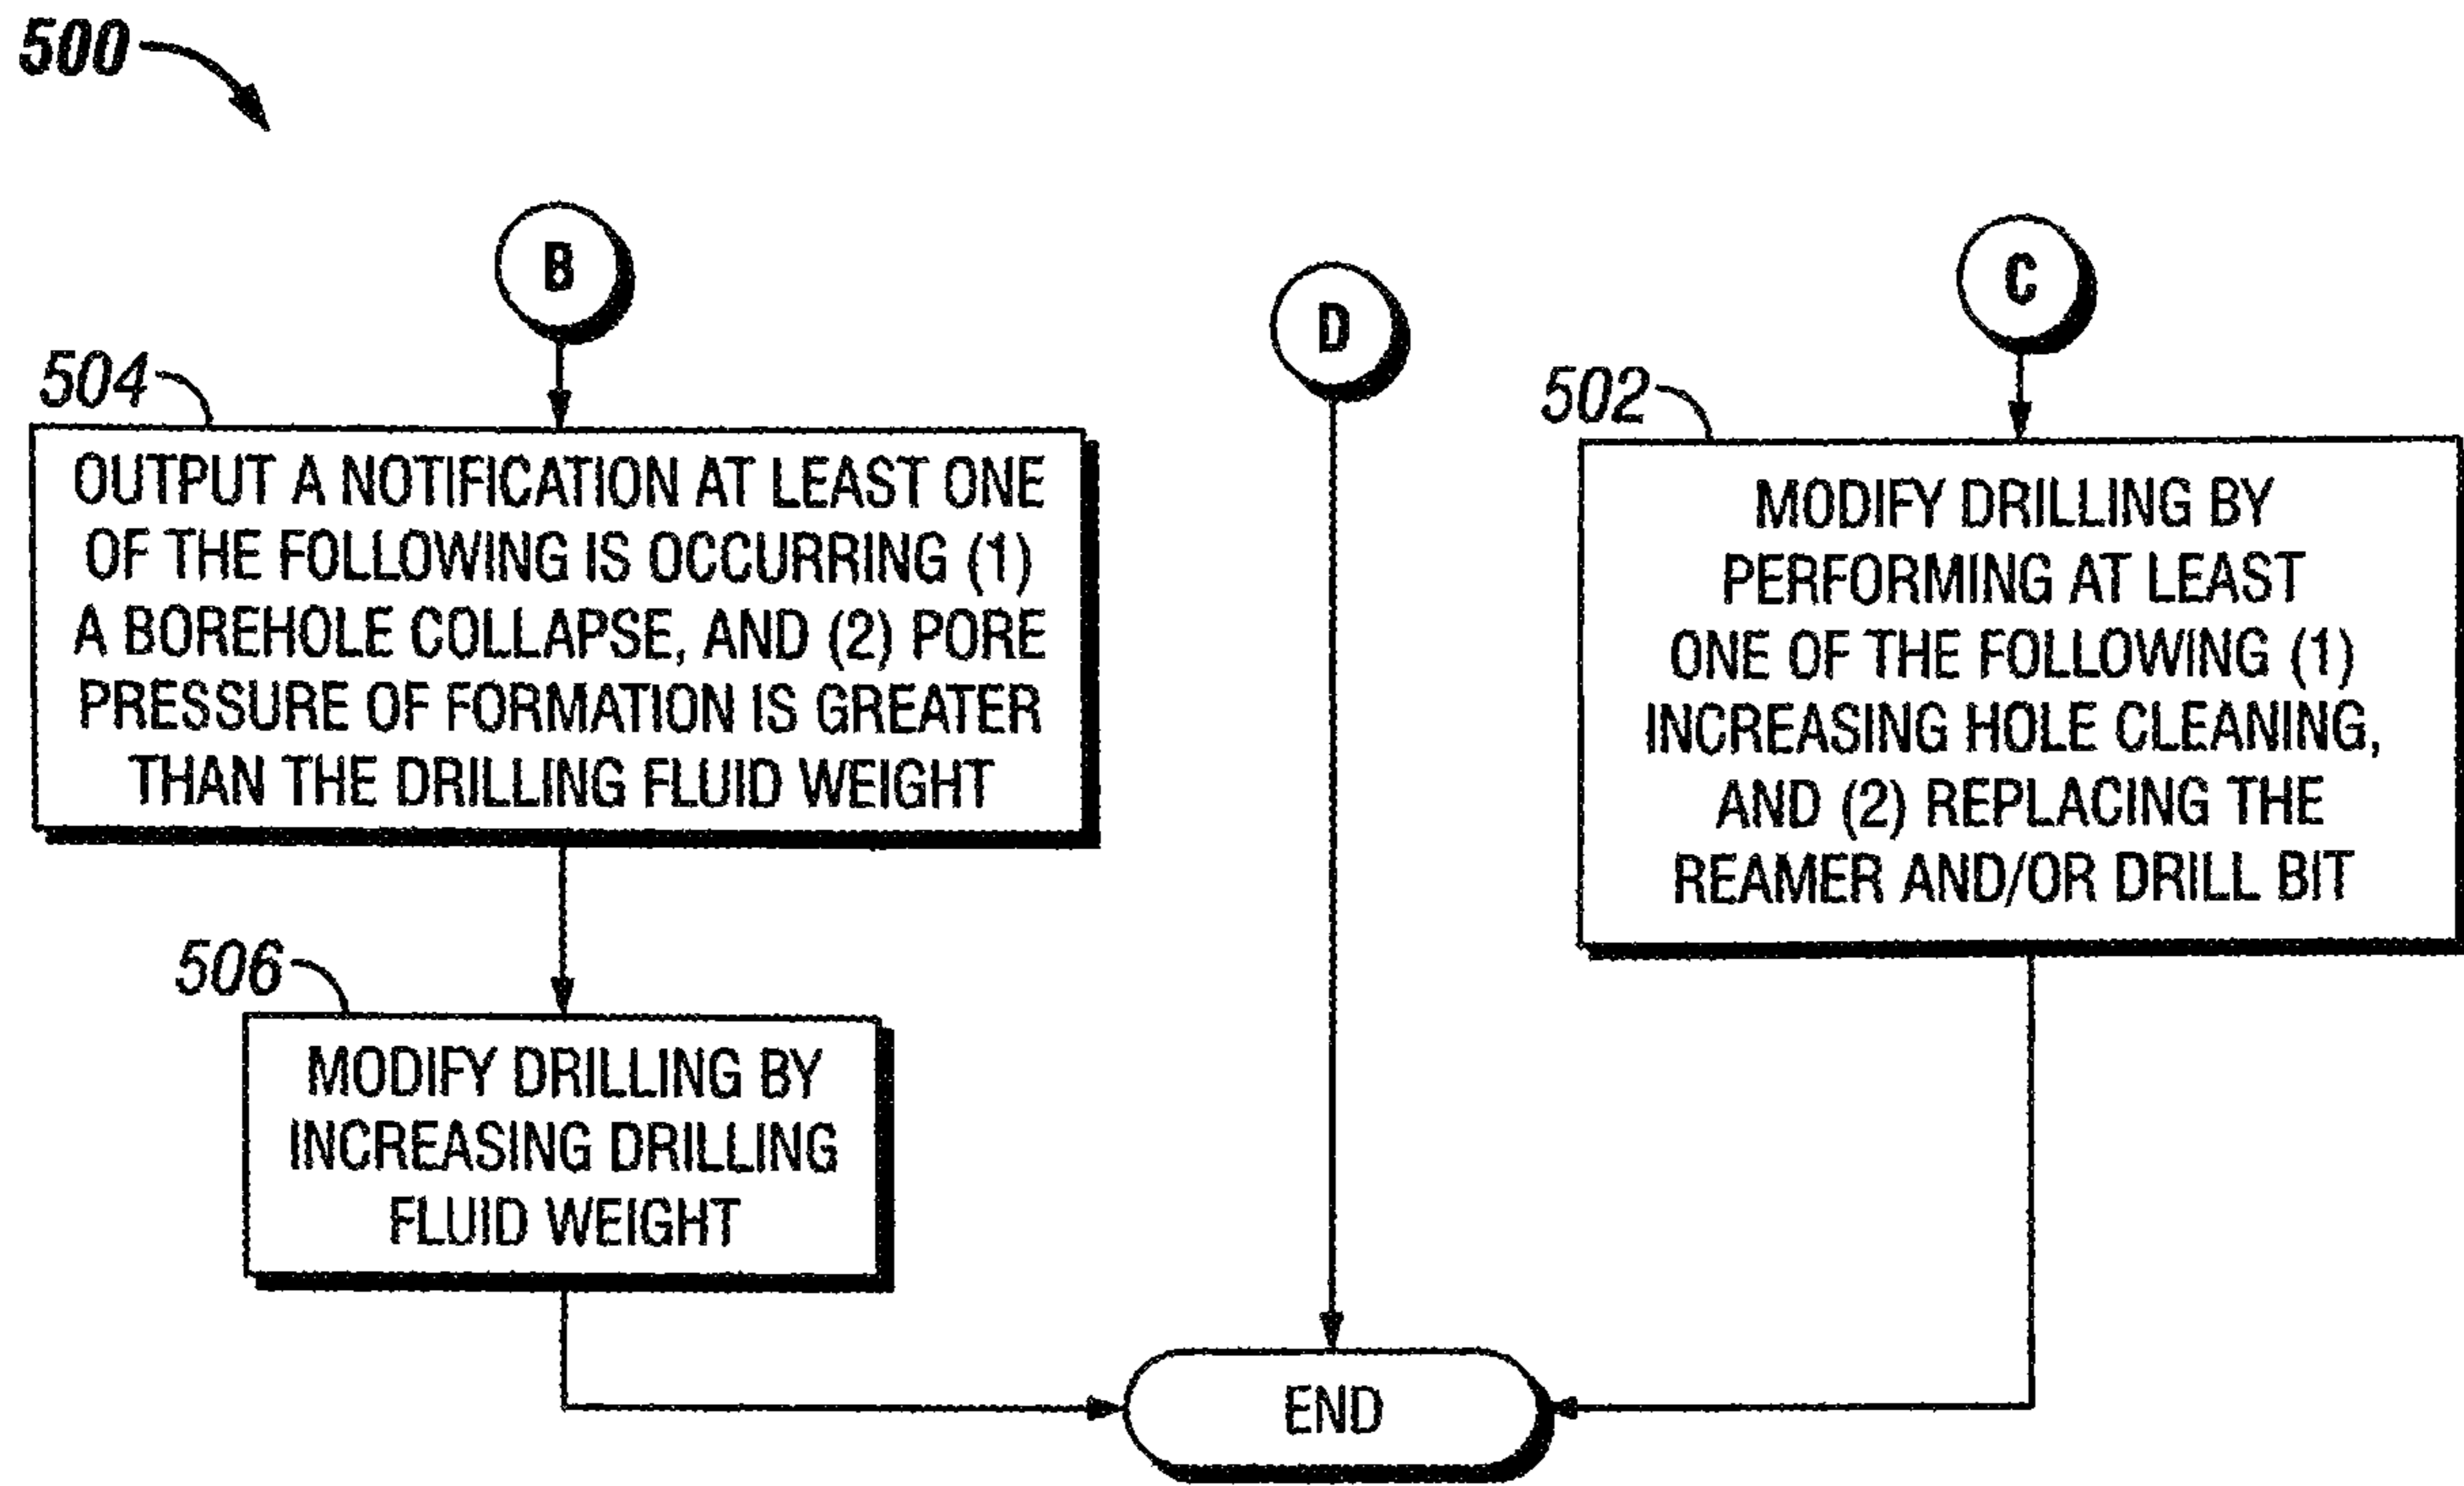 500
B
D
C
504
502
OUTPUT A NOTIFICATION AT LEAST ONE
OF THE FOLLOWING IS OCCURRING (1)
A BOREHOLE COLLAPSE, AND (2) PORE
PRESSURE OF FORMATION IS GREATER
THAN THE DRILLING FLUID WEIGHT
MODIFY DRILLING BY
PERFORMING AT LEAST
ONE OF THE FOLLOWING (1)
INCREASING HOLE CLEANING,
AND (2) REPLACING THE
REAMER AND/OR DRILL BIT
506
MODIFY DRILLING BY
INCREASING DRILLING
FLUID WEIGHT
END